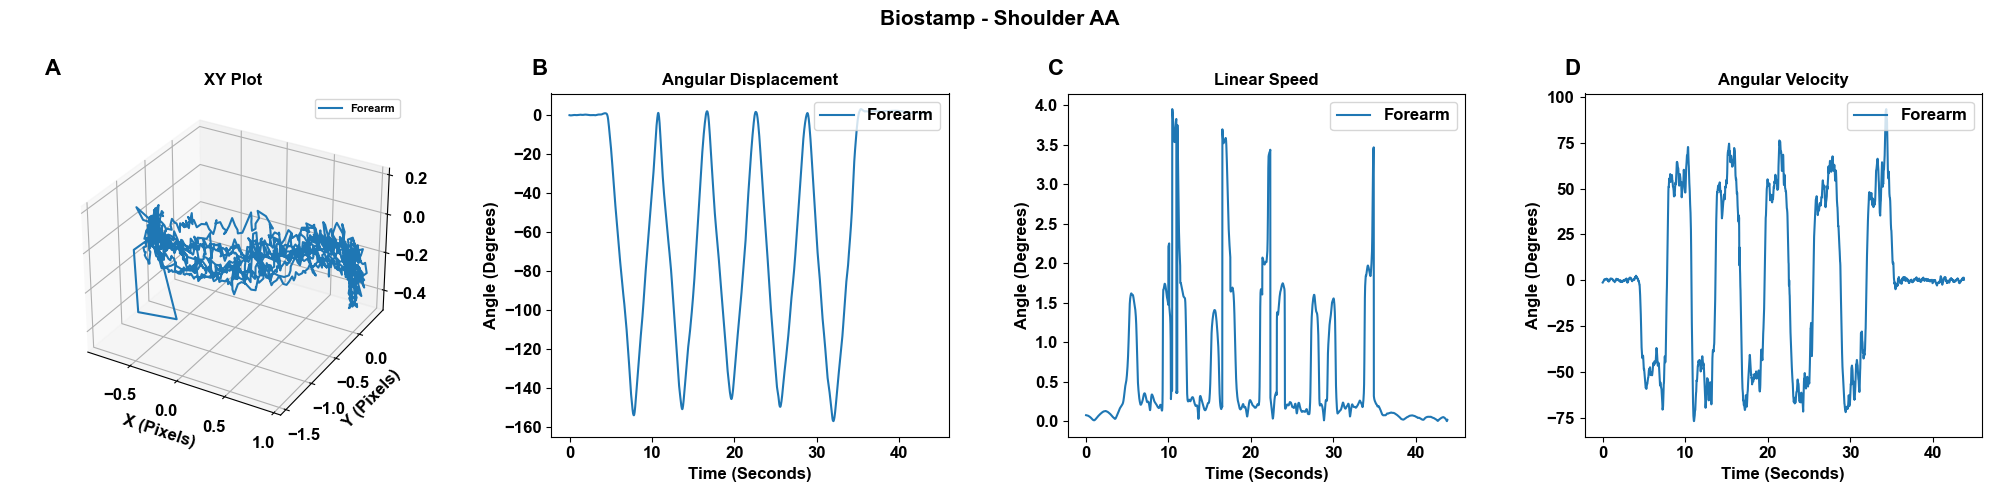 Biostamp - Shoulder AA
A
XY Plot
Forearm
0.2
0.0
−0.2
−0.4
−0.5
0.0
0.5
1.0
X (Pixels)
0.0
−0.5
−1.0
−1.5
Y (Pixels)
B
Angular Displacement
Forearm
0
−20
−40
−60
−80
−100
−120
−140
−160
Angle (Degrees)
0 10 20 30 40
Time (Seconds)
C
Linear Speed
Forearm
4.0
3.5
3.0
2.5
2.0
1.5
1.0
0.5
0.0
Angle (Degrees)
0 10 20 30 40
Time (Seconds)
D
Angular Velocity
Forearm
100
75
50
25
0
−25
−50
−75
Angle (Degrees)
0 10 20 30 40
Time (Seconds)